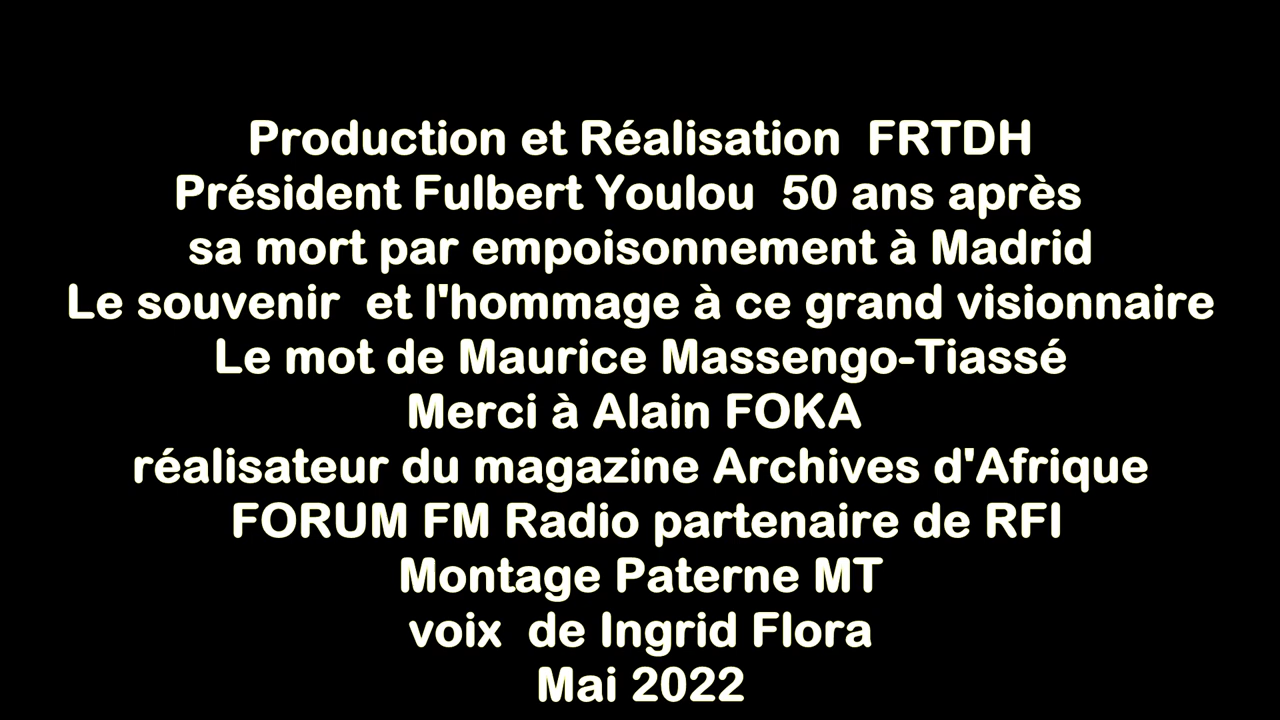 Production et Réalisation  FRTDH
Président Fulbert Youlou  50 ans après
sa mort par empoisonnement à Madrid
Le souvenir  et l'hommage à ce grand visionnaire
Le mot de Maurice Massengo-Tiassé
Merci à Alain FOKA
réalisateur du magazine Archives d'Afrique
FORUM FM Radio partenaire de RFI
Montage Paterne MT
voix  de Ingrid Flora
Mai 2022